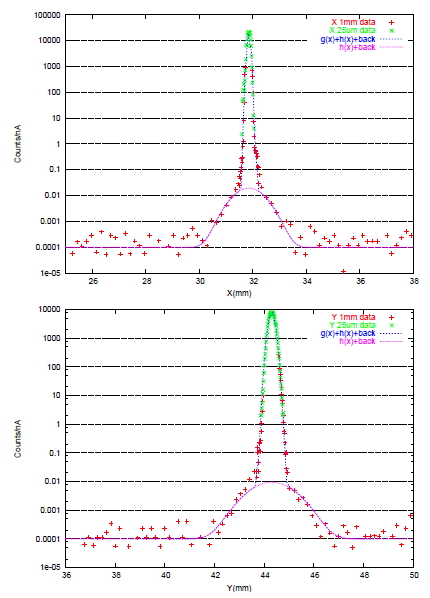 100000
10000
1000
100
10
1
0.1
0.01
0.001
0.0001
1e-05
Counts/nA
X 1mm data
X 25um data
g(x)+h(x)+back
h(x)+back
26 28 30 32 34 36 38
X(mm)
10000
1000
100
10
1
0.1
0.01
0.001
0.0001
1e-05
Counts/nA
Y 1mm data
Y 25um data
g(x)+h(x)+back
h(x)+back
36 38 40 42 44 46 48 50
Y(mm)